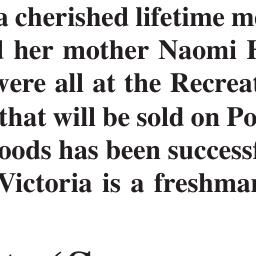 a cherished lifetime m
her mother Naomi
were all at the Recreat
that will be sold on Po
oods has been success
Victoria is a freshman